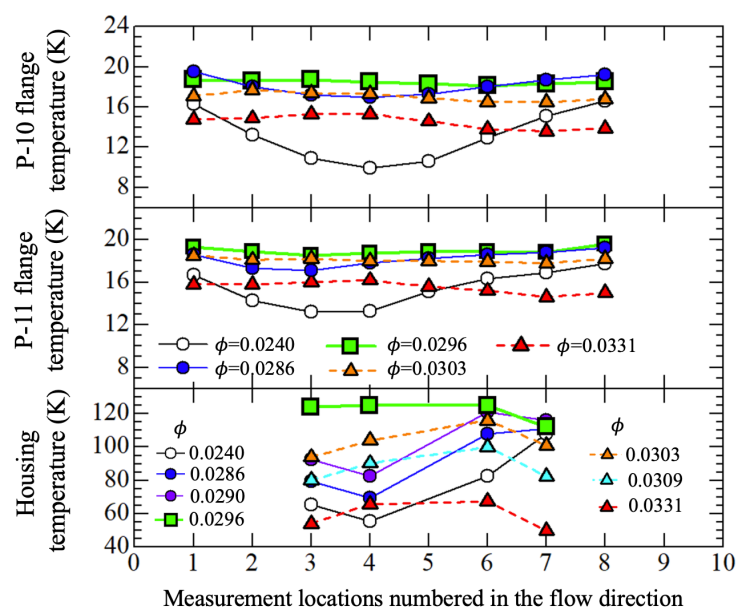 P-10 flange
temperature (K)
24
20
16
12
8
P-11 flange
temperature (K)
20
16
12
8
ϕ=0.0240
ϕ=0.0296
ϕ=0.0331
ϕ=0.0286
ϕ=0.0303
Housing
temperature (K)
120
100
80
60
40
ϕ
0.0240
0.0286
0.0290
0.0296
ϕ
0.0303
0.0309
0.0331
0 1 2 3 4 5 6 7 8 9 10
Measurement locations numbered in the flow direction